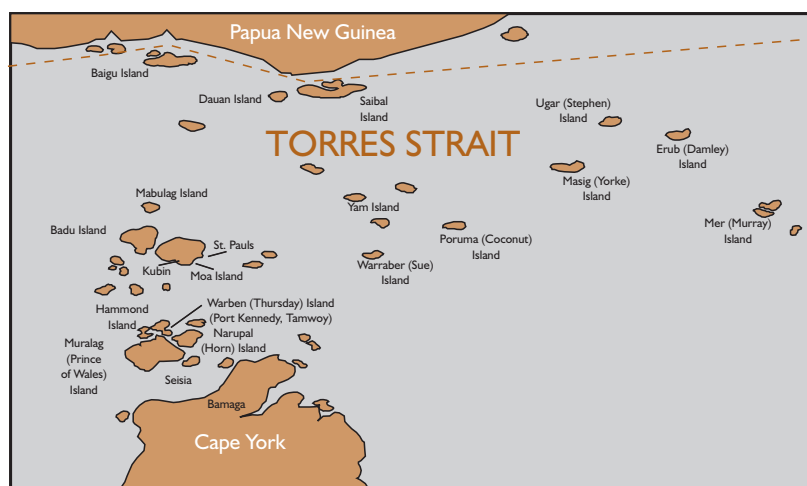 Papua New Guinea
Baigu Island
Dauan Island
Saibal
Island
Ugar (Stephen)
Island
TORRES STRAIT
Erub (Damley)
Island
Masig (Yorke)
Island
Mabulag Island
Yam Island
Mer (Murray)
Island
Badu Island
St. Pauls
Poruma (Coconut)
Island
Kubin
Moa Island
Warraber (Sue)
Island
Hammond
Island
Warben (Thursday) Island
(Port Kennedy, Tamwoy)
Narupal
(Horn) Island
Muralag
(Prince
of Wales)
Island
Seisia
Bamaga
Cape York